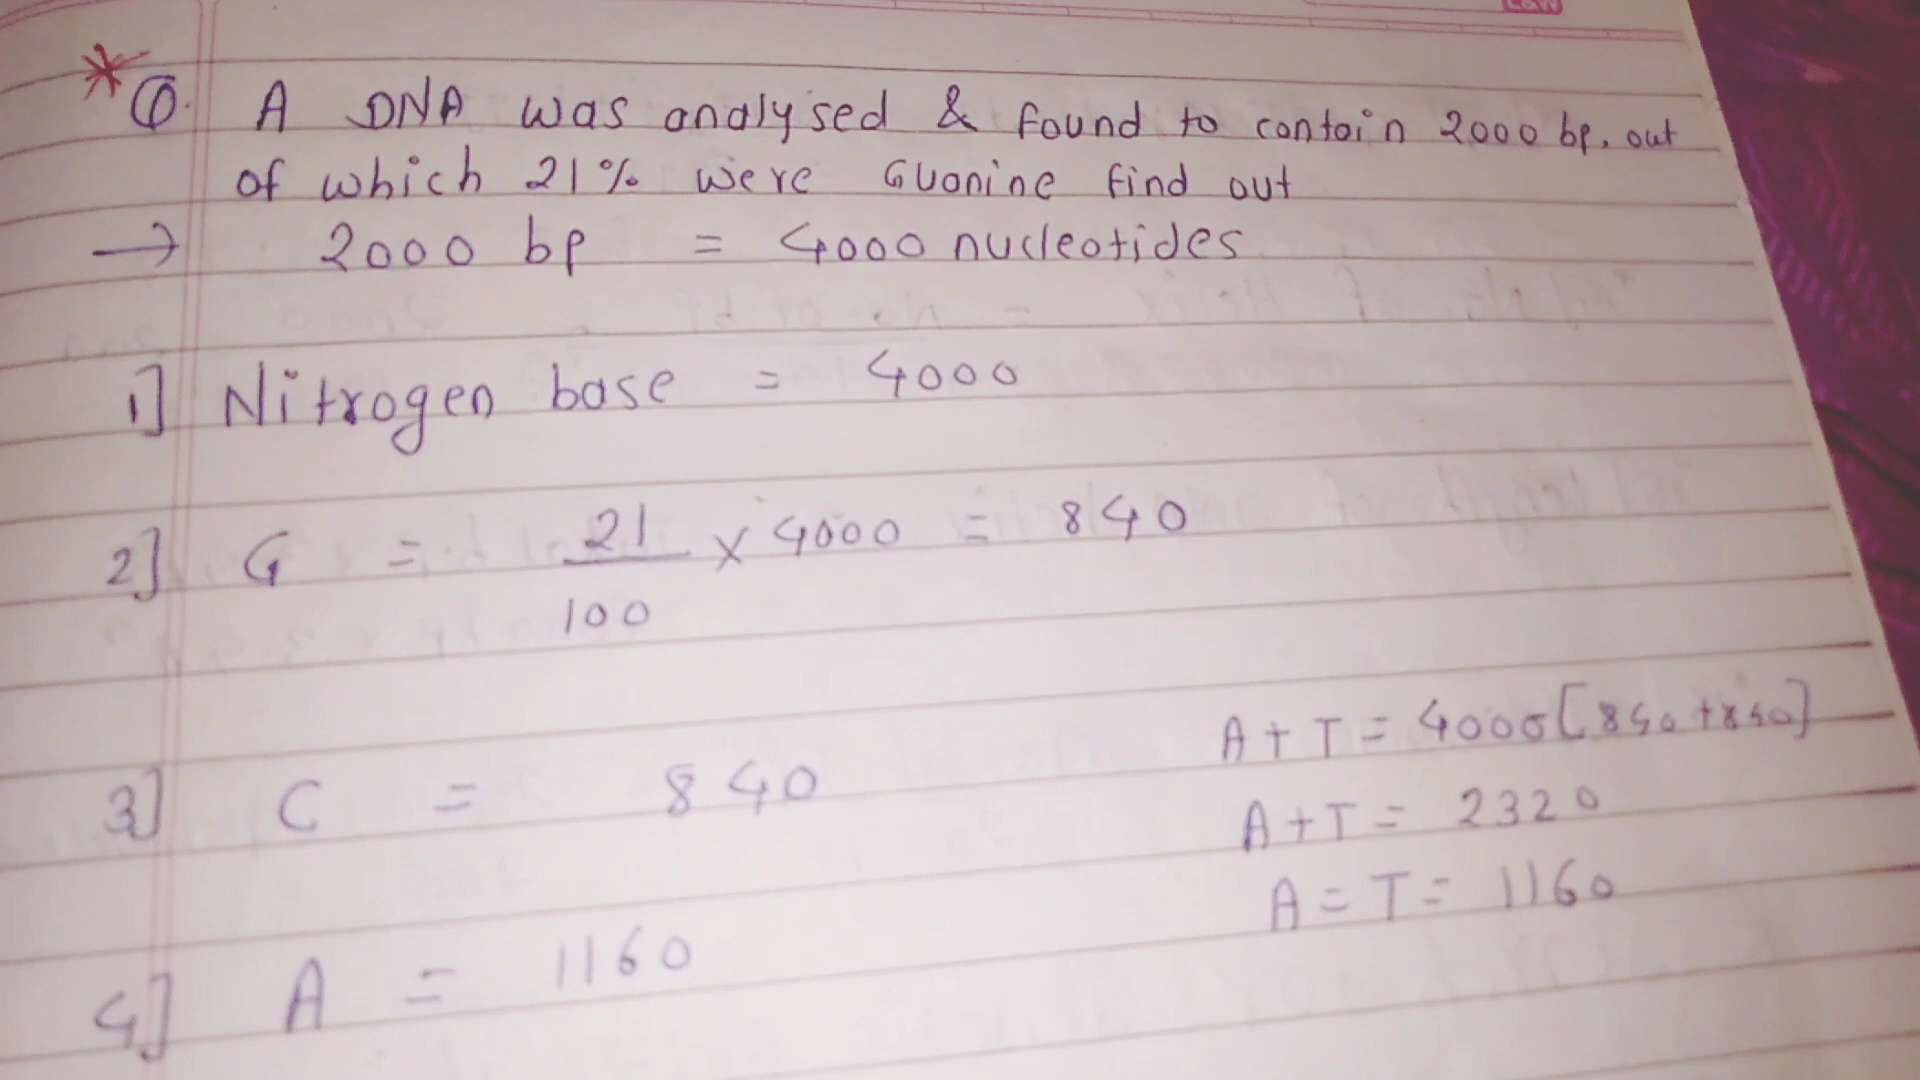 * Q. A DNA was analysed & found to contain 2000 bp. out
of which 21% were Guanine find out
→ 2000 bp = 4000 nucleotides
1] Nitrogen base = 4000
2] G = 21/100 x 4000 = 840
3] C = 840
A + T = 4000 [840 + 840]
A + T = 2320
A = T = 1160
4] A = 1160